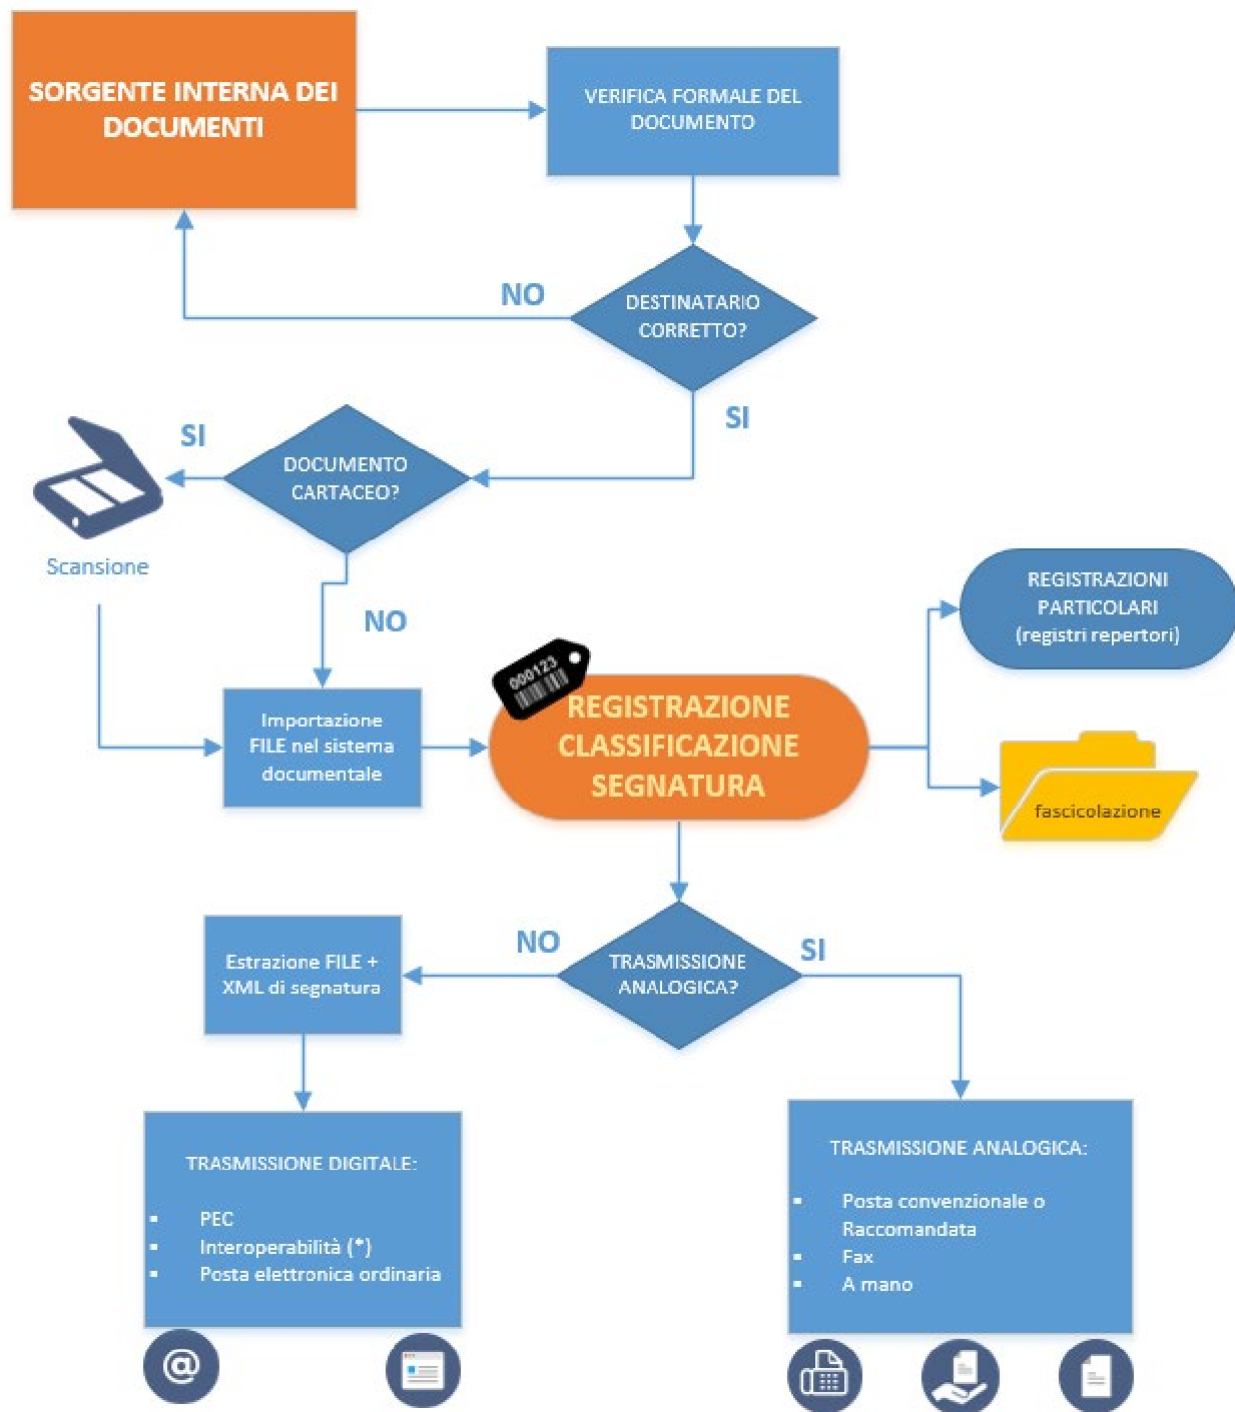 SORGENTE INTERNA DEI
DOCUMENTI
VERIFICA FORMALE DEL
DOCUMENTO
NO
DESTINATARIO
CORRETTO?
SI
SI
DOCUMENTO
CARTACEO?
Scansione
NO
REGISTRAZIONI
PARTICOLARI
(registri repertori)
000123
Importazione
FILE nel sistema
documentale
REGISTRAZIONE
CLASSIFICAZIONE
SEGNATURA
fascicolazione
NO
SI
Estrazione FILE +
XML di segnatura
TRASMISSIONE
ANALOGICA?
TRASMISSIONE DIGITALE:
▪ PEC
▪ Interoperabilità (*)
▪ Posta elettronica ordinaria
TRASMISSIONE ANALOGICA:
▪ Posta convenzionale o
Raccomandata
▪ Fax
▪ A mano
@